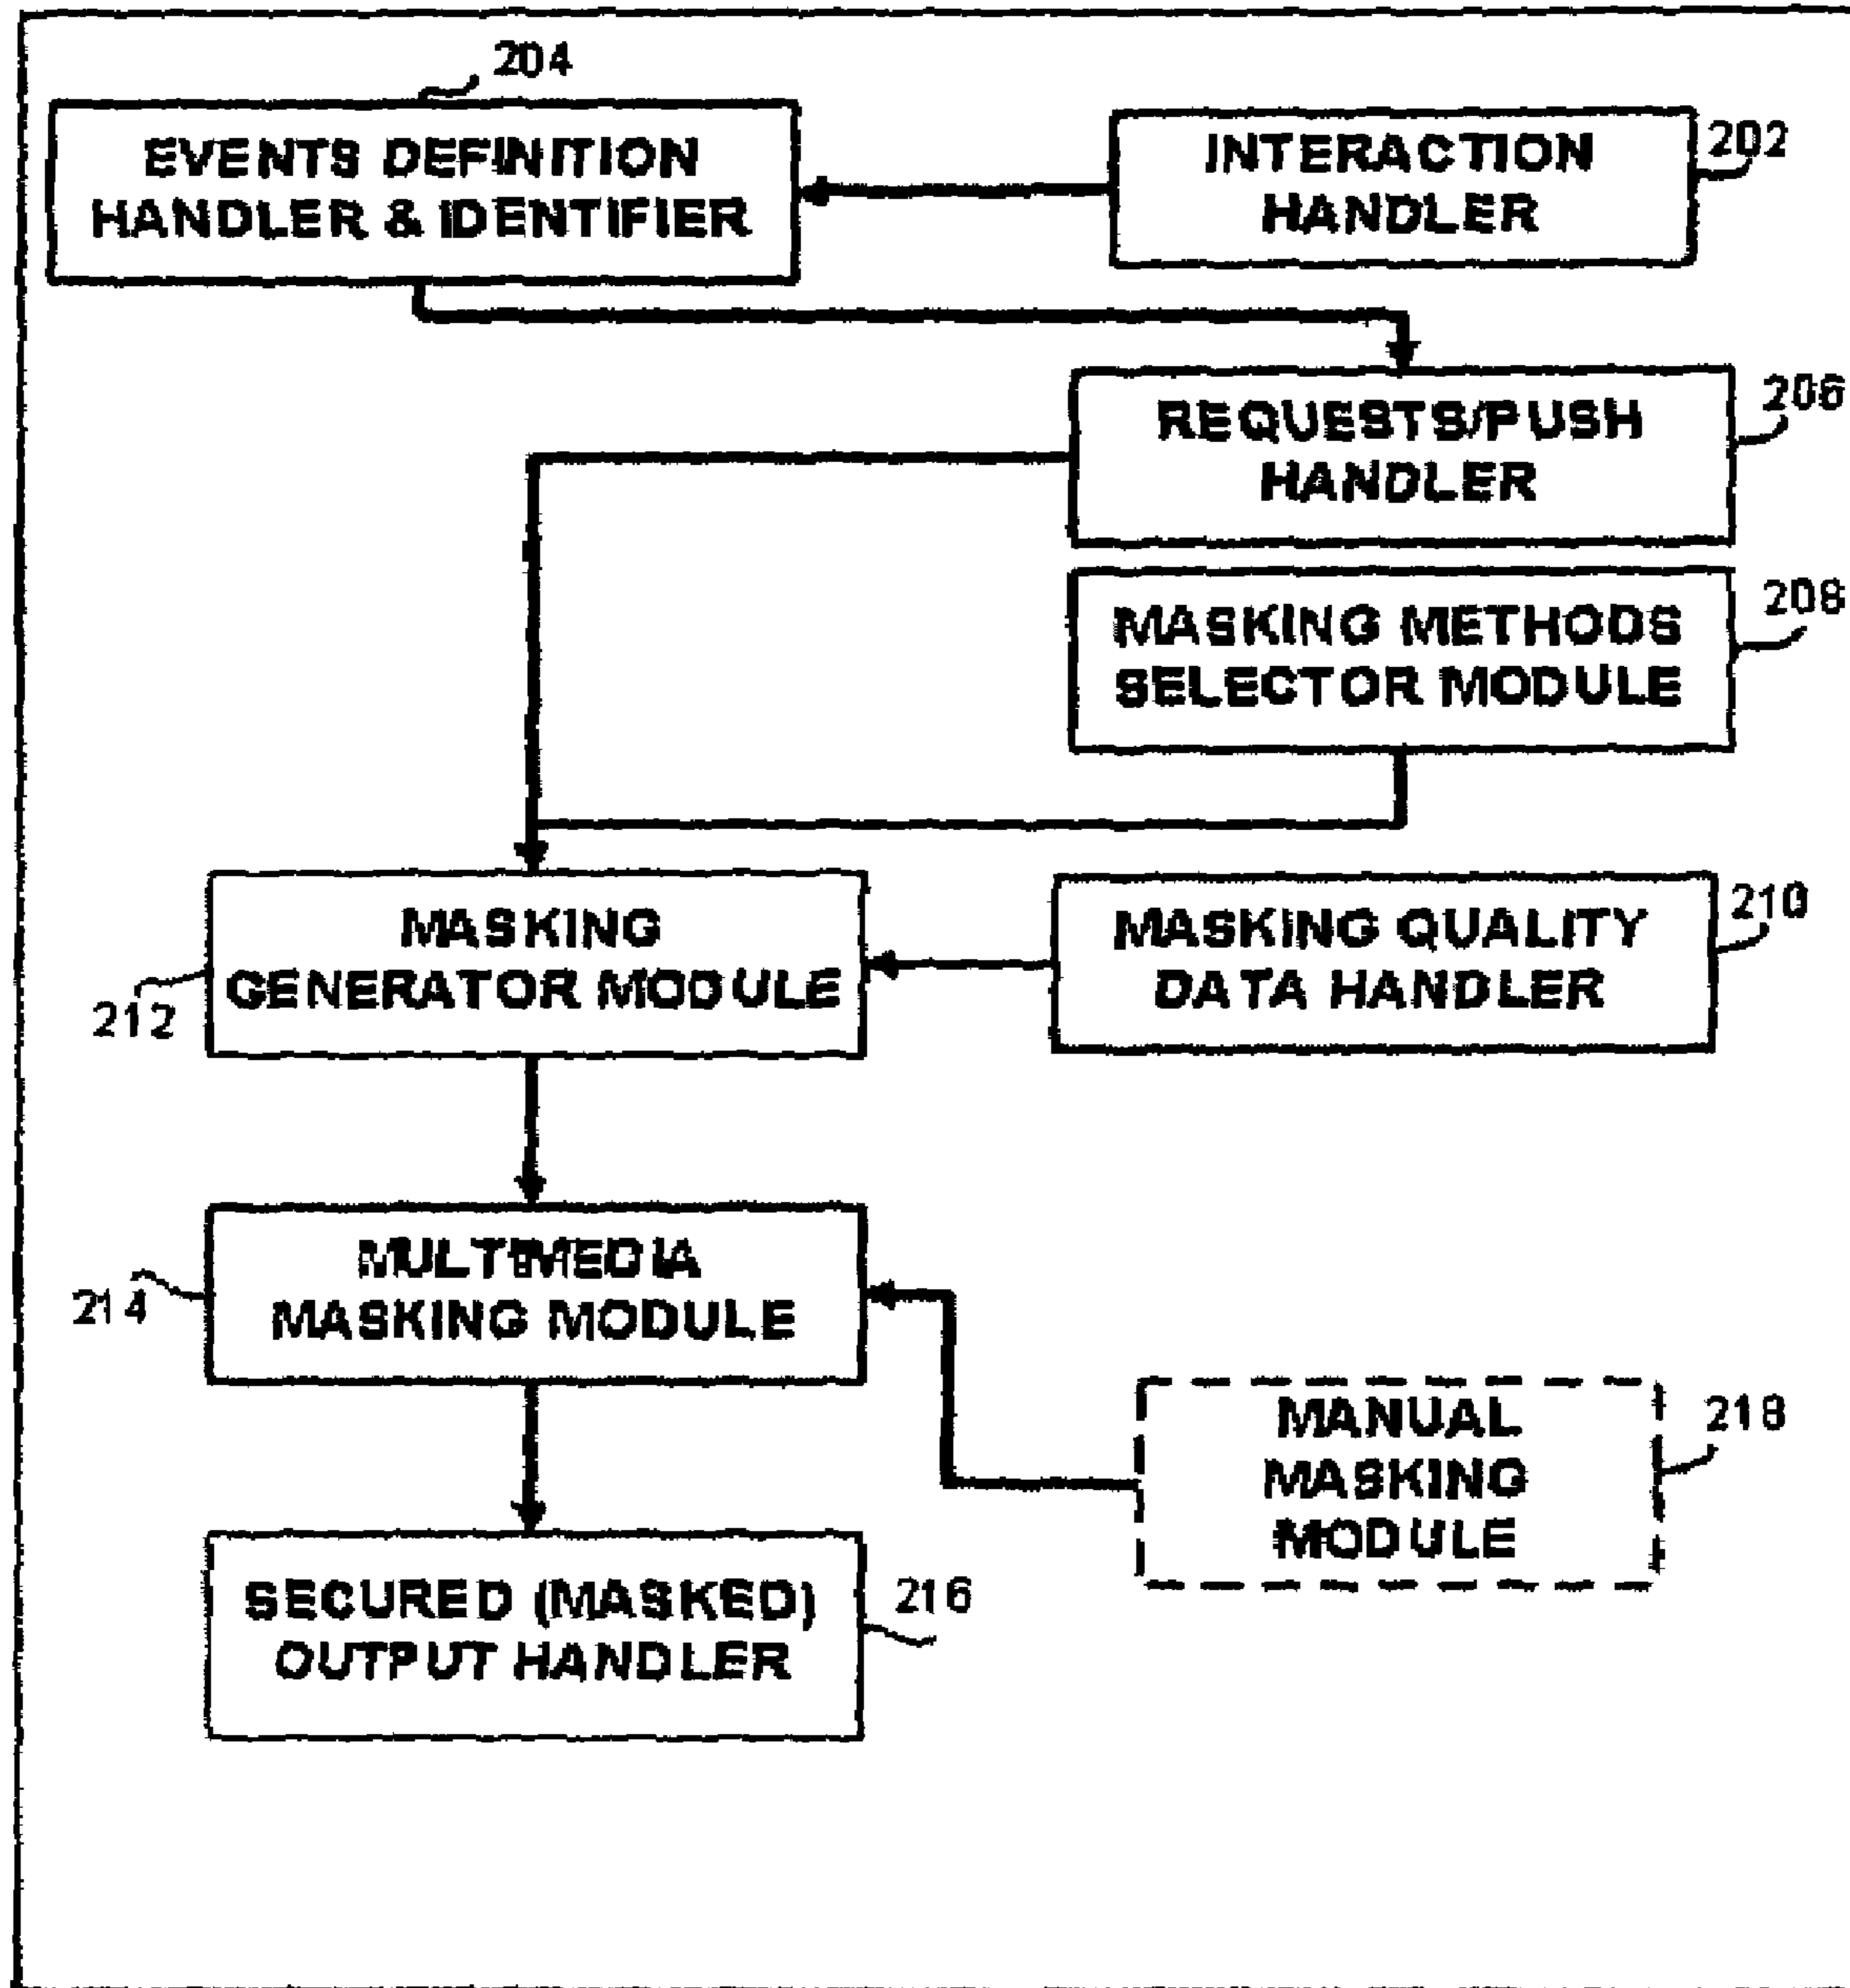 204
EVENTS DEFINITION
HANDLER & IDENTIFIER
INTERACTION
HANDLER
202
REQUESTS/PUSH
HANDLER
206
MASKING METHODS
SELECTOR MODULE
208
MASKING
GENERATOR MODULE
212
MASKING QUALITY
DATA HANDLER
210
MULTIMEDIA
MASKING MODULE
214
MANUAL
MASKING
MODULE
218
SECURED (MASKED)
OUTPUT HANDLER
216